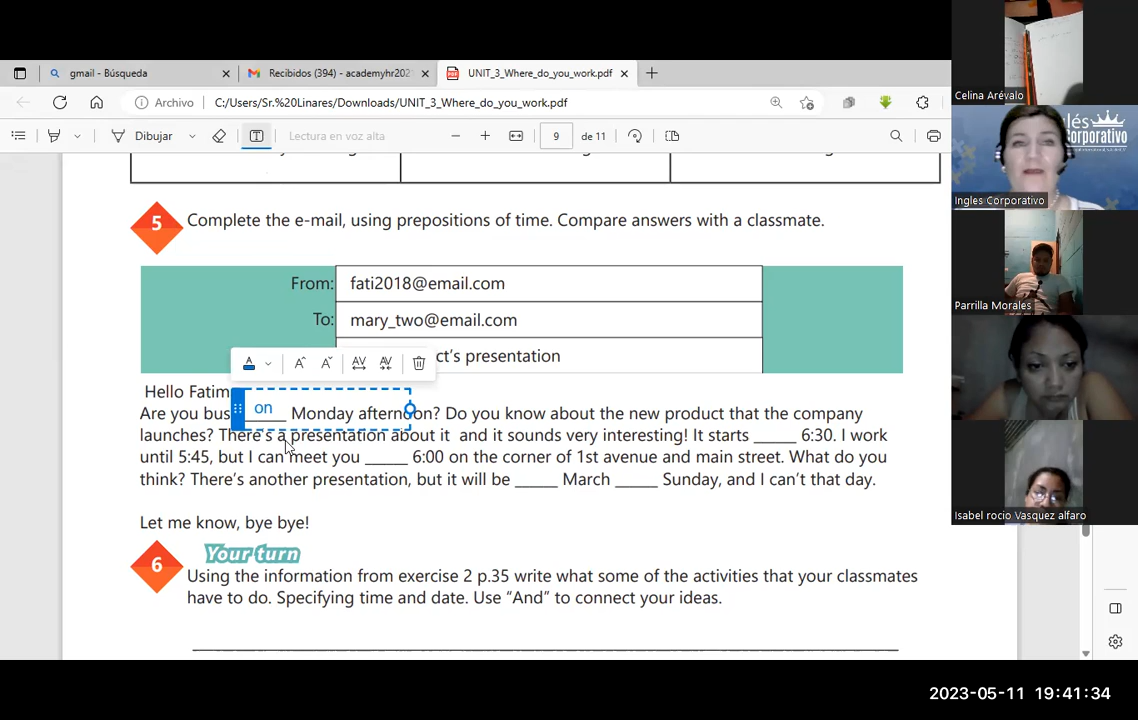 gmail - Búsqueda
Recibidos (394) - academyhr202
UNIT_3_Where_do_you_work.pdf
Archivo
C:/Users/Sr.%20Linares/Downloads/UNIT_3_Where_do_you_work.pdf
Dibujar
Lectura en voz alta
9
de 11
5
Complete the e-mail, using prepositions of time. Compare answers with a classmate.
From:
fati2018@email.com
To:
mary_two@email.com
ct's presentation
Hello Fatim
Are you bus on Monday afternoon? Do you know about the new product that the company
launches? There's a presentation about it and it sounds very interesting! It starts _____ 6:30. I work
until 5:45, but I can meet you _____ 6:00 on the corner of 1st avenue and main street. What do you
think? There's another presentation, but it will be _____ March _____ Sunday, and I can't that day.
Let me know, bye bye!
6
Your turn
Using the information from exercise 2 p.35 write what some of the activities that your classmates
have to do. Specifying time and date. Use “And” to connect your ideas.
Celina Arévalo
Ingles Corporativo
Parrilla Morales
Isabel rocio Vasquez alfaro
2023-05-11 19:41:34